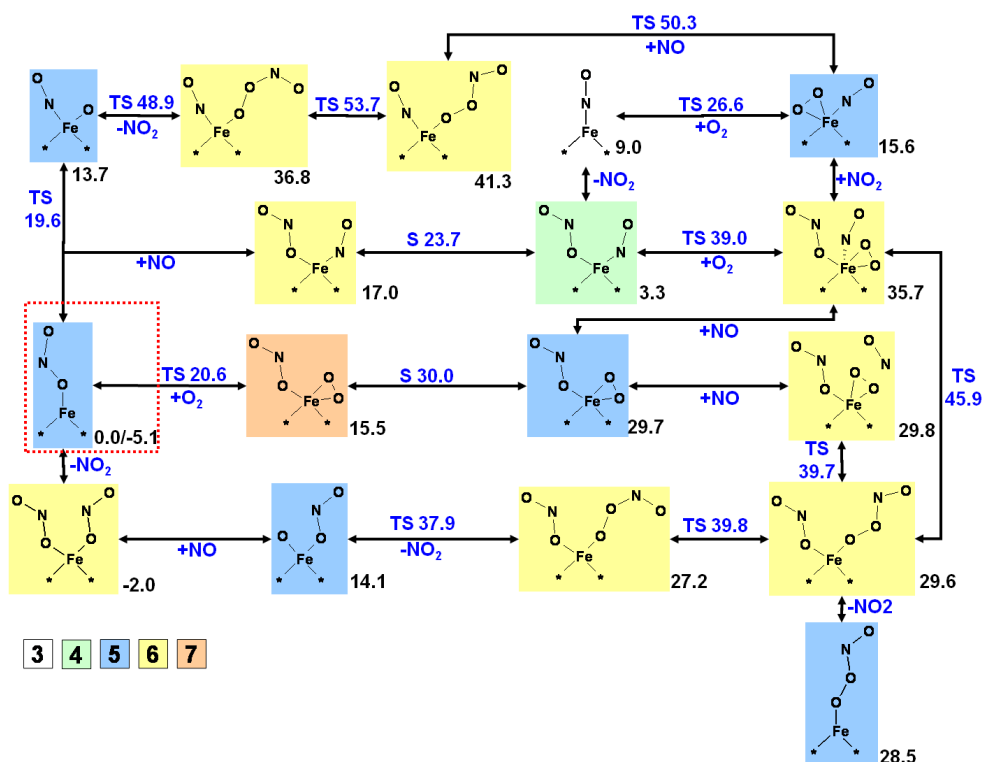 TS 50.3
+NO
O
N
O
Fe
* *
13.7
TS 48.9
-NO2
O
N
O
O
N
O
Fe
* *
36.8
TS 53.7
O
N
O
O
N
O
Fe
* *
41.3
O
N
Fe
* *
9.0
TS 26.6
+O2
O
O
N
O
Fe
* *
15.6
TS
19.6
-NO2
+NO2
+NO
O
N
O
O
N
Fe
* *
17.0
S 23.7
O
N
O
O
N
Fe
* *
3.3
TS 39.0
+O2
O
N
O
O
N
O
O
Fe
* *
35.7
+NO
TS
45.9
O
N
O
Fe
* *
0.0/-5.1
TS 20.6
+O2
O
N
O
O
O
Fe
* *
15.5
S 30.0
O
N
O
O
O
Fe
* *
29.7
+NO
O
N
O
O
N
O
O
Fe
* *
29.8
-NO2
TS
39.7
O
N
O
O
N
O
Fe
* *
-2.0
+NO
O
O
N
O
Fe
* *
14.1
TS 37.9
-NO2
O
N
O
O
O
N
O
Fe
* *
27.2
TS 39.8
O
N
O
O
O
N
O
Fe
* *
29.6
-NO2
O
N
O
O
Fe
* *
28.5
3 4 5 6 7